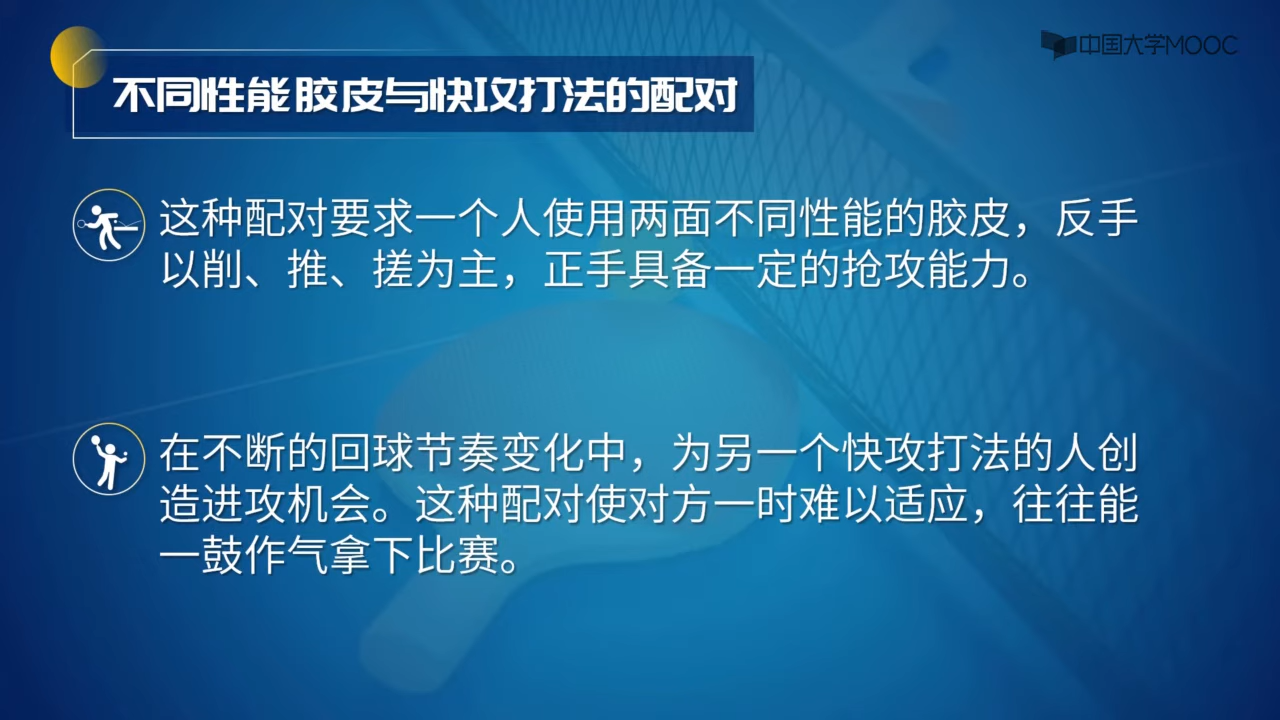 中国大学MOOC
不同性能胶皮与快攻打法的配对
这种配对要求一个人使用两面不同性能的胶皮，反手
以削、推、搓为主，正手具备一定的抢攻能力。
在不断的回球节奏变化中，为另一个快攻打法的人创
造进攻机会。这种配对使对方一时难以适应，往往能
一鼓作气拿下比赛。